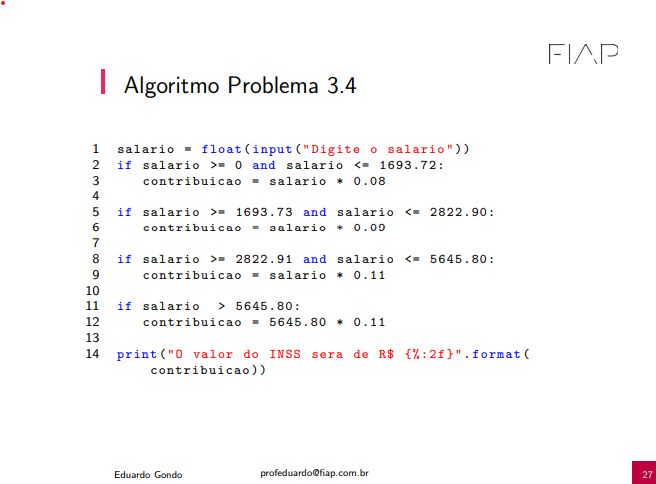 FIAP
Algoritmo Problema 3.4
1 salario = float(input("Digite o salario"))
2 if salario >= 0 and salario <= 1693.72:
3 contribuicao = salario * 0.08
4
5 if salario >= 1693.73 and salario <= 2822.90:
6 contribuicao = salario * 0.09
7
8 if salario >= 2822.91 and salario <= 5645.80:
9 contribuicao = salario * 0.11
10
11 if salario > 5645.80:
12 contribuicao = 5645.80 * 0.11
13
14 print("O valor do INSS sera de R$ {%:2f}".format(
contribuicao))
Eduardo Gondo profeduardo@fiap.com.br 27